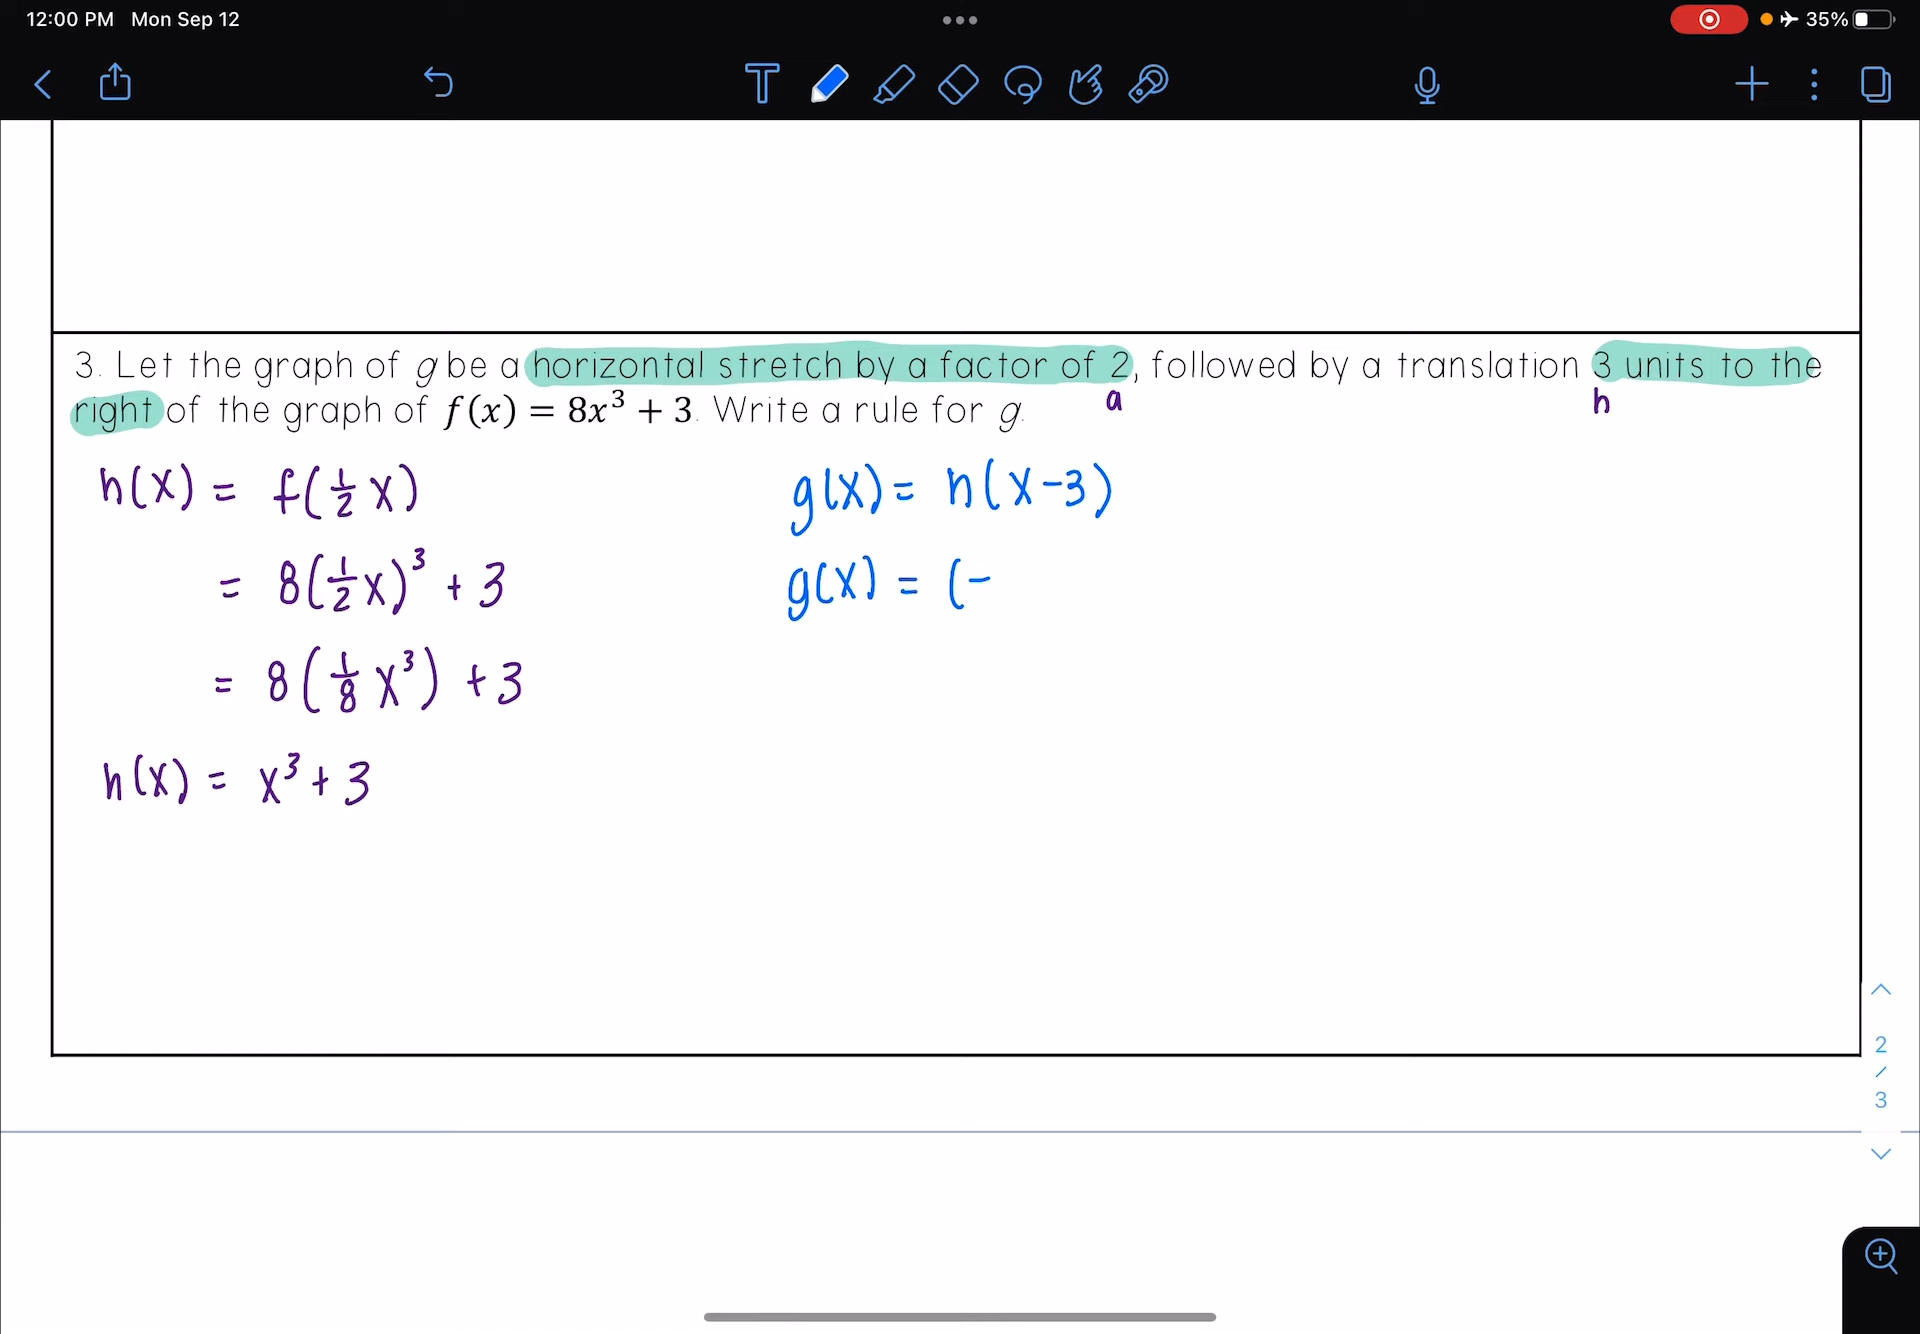 12:00 PM Mon Sep 12
35%
T
3. Let the graph of g be a horizontal stretch by a factor of 2, followed by a translation 3 units to the
right of the graph of f(x) = 8x³ + 3. Write a rule for g.
a h
h(x) = f(½x)
= 8(½x)³ + 3
= 8(⅛x³) + 3
h(x) = x³ + 3
g(x) = h(x-3)
g(x) = (-
2
/
3